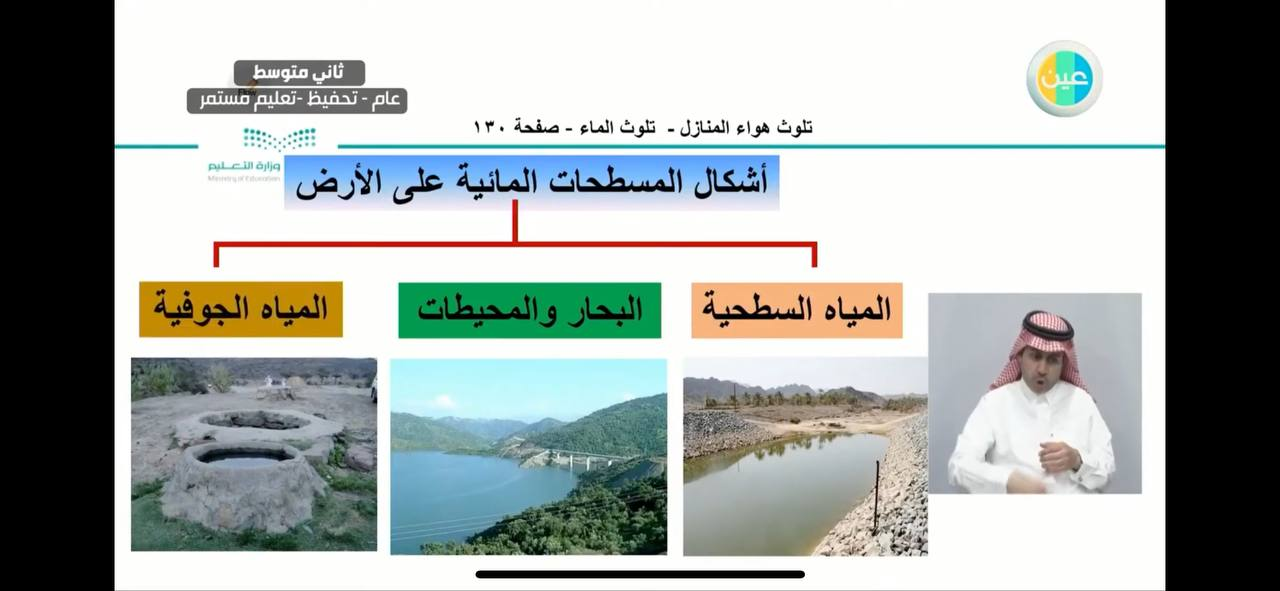 ثاني متوسط
عام - تحفيظ -تعليم مستمر
عين
تلوث هواء المنازل - تلوث الماء - صفحة ١٣٠
وزارة التعليم
Ministry of Education
أشكال المسطحات المائية على الأرض
المياه السطحية
البحار والمحيطات
المياه الجوفية